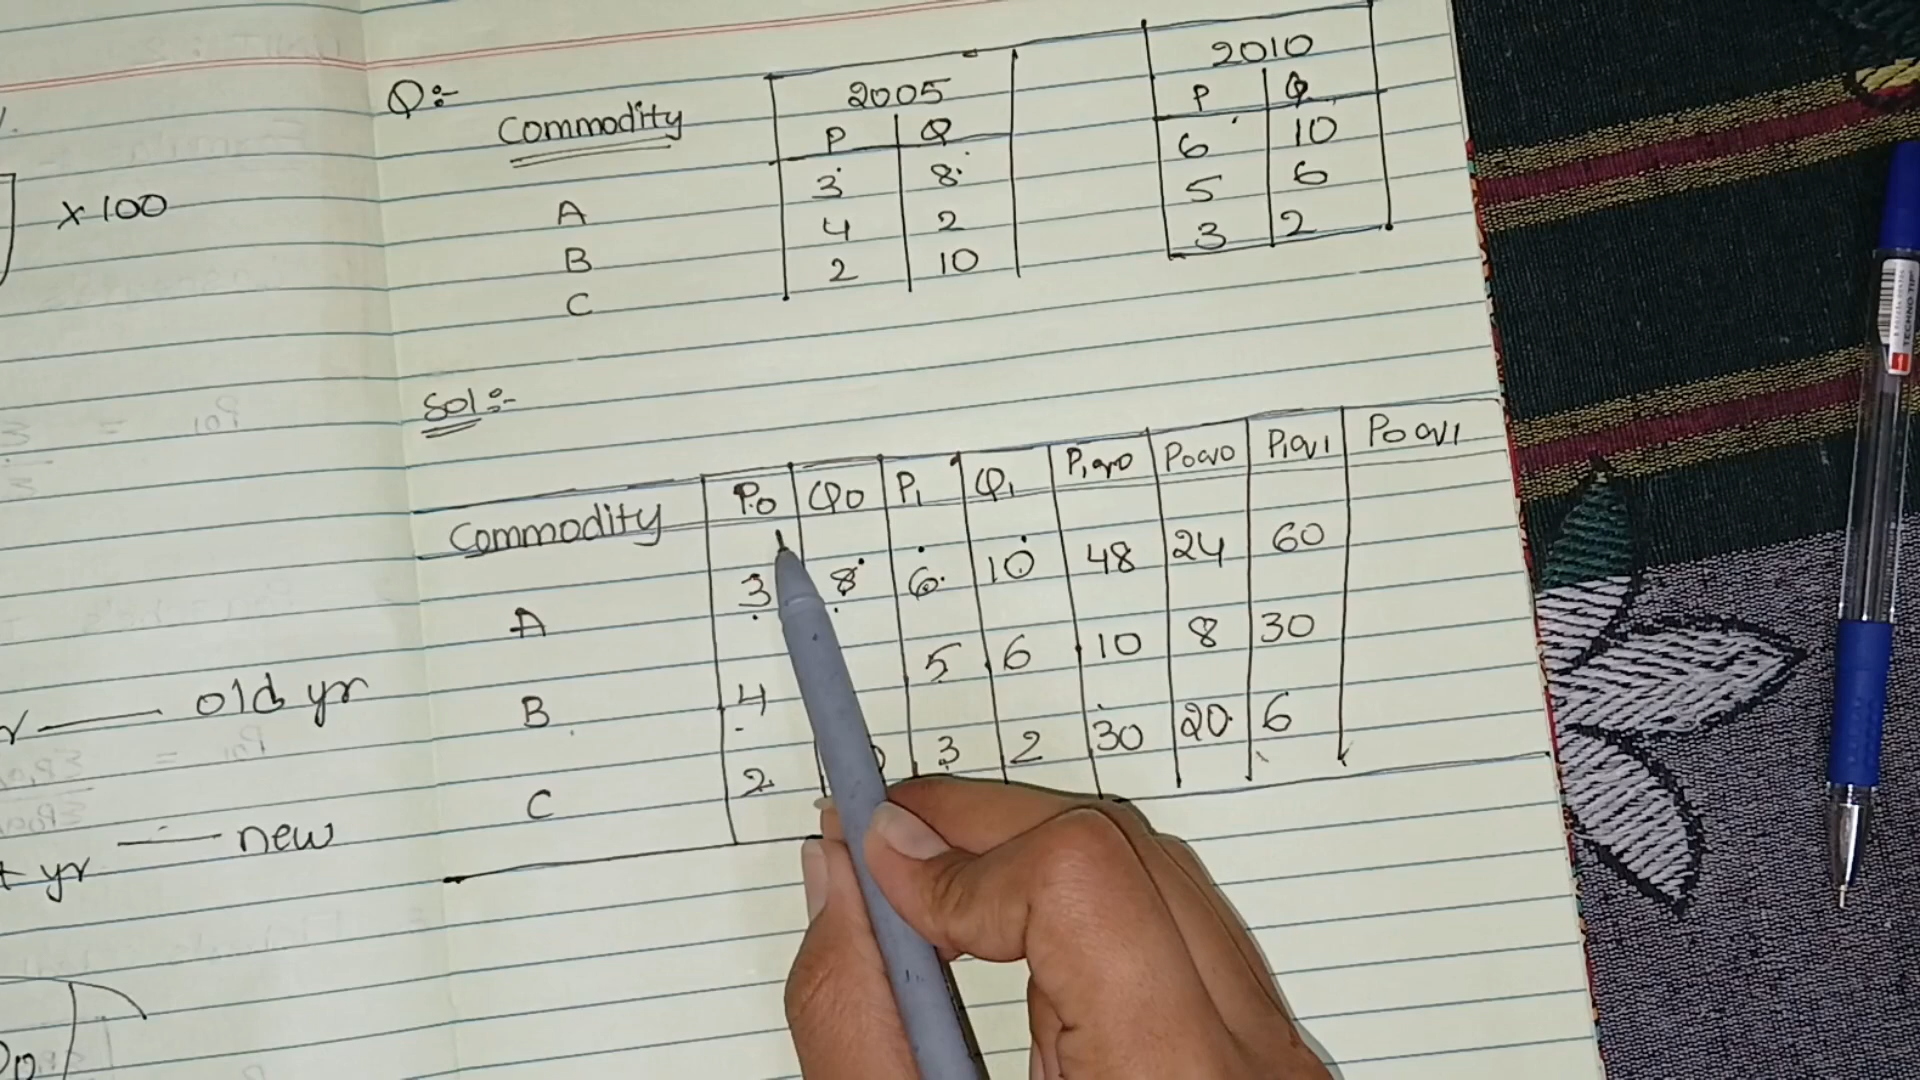 x 100
Q:-
Commodity 2005 2010
P Q P Q
A 3 8 6 10
B 4 2 5 6
C 2 10 3 2
Sol:-
Commodity P0 Q0 P1 Q1 P1q0 P0q0 P1q1 P0q1
A 3 8 6 10 48 24 60
B 4 5 6 10 8 30
C 2 3 2 30 20 6
old yr
yr new